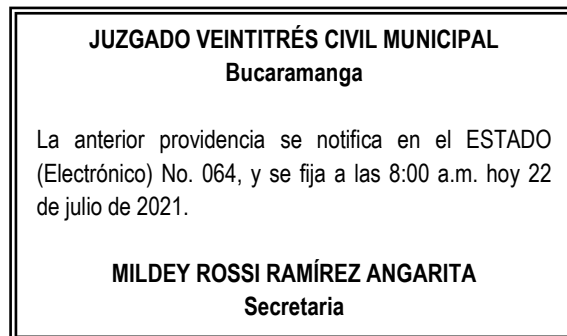 JUZGADO VEINTITRÉS CIVIL MUNICIPAL
Bucaramanga
La anterior providencia se notifica en el ESTADO
(Electrónico) No. 064, y se fija a las 8:00 a.m. hoy 22
de julio de 2021.
MILDEY ROSSI RAMÍREZ ANGARITA
Secretaria